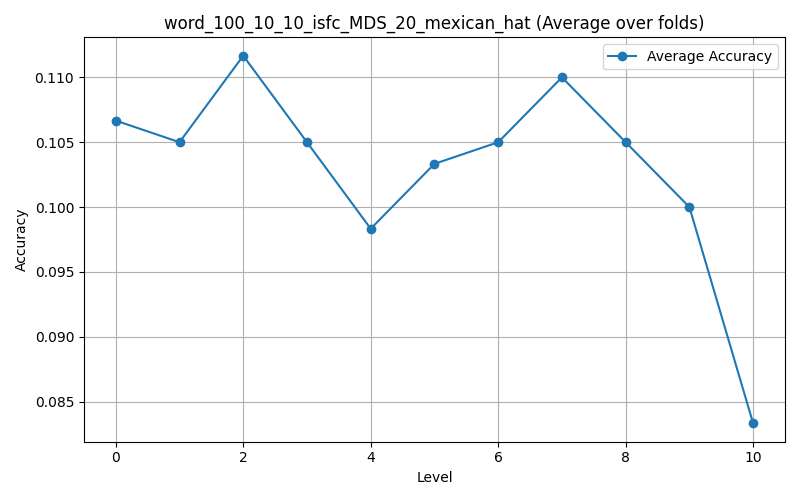 word_100_10_10_isfc_MDS_20_mexican_hat (Average over folds)
Average Accuracy
0.110
0.105
0.100
0.095
0.090
0.085
Accuracy
0 2 4 6 8 10
Level